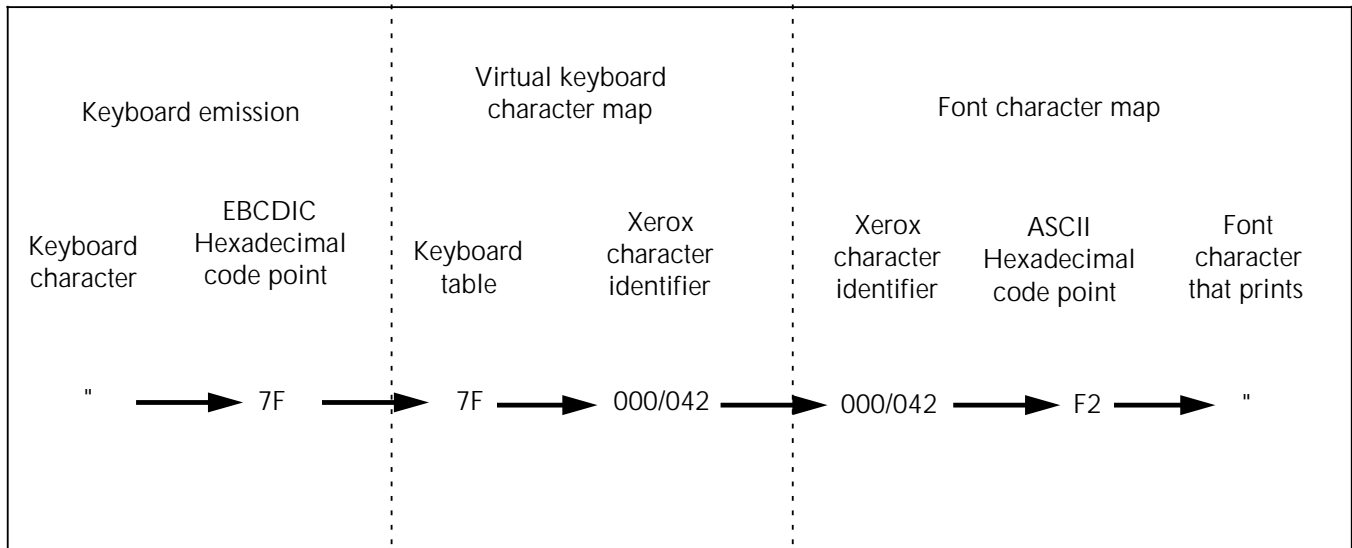 Keyboard emission
Virtual keyboard
character map
Font character map
Keyboard
character
EBCDIC
Hexadecimal
code point
Keyboard
table
Xerox
character
identifier
Xerox
character
identifier
ASCII
Hexadecimal
code point
Font
character
that prints
" 7F 7F 000/042 000/042 F2 "